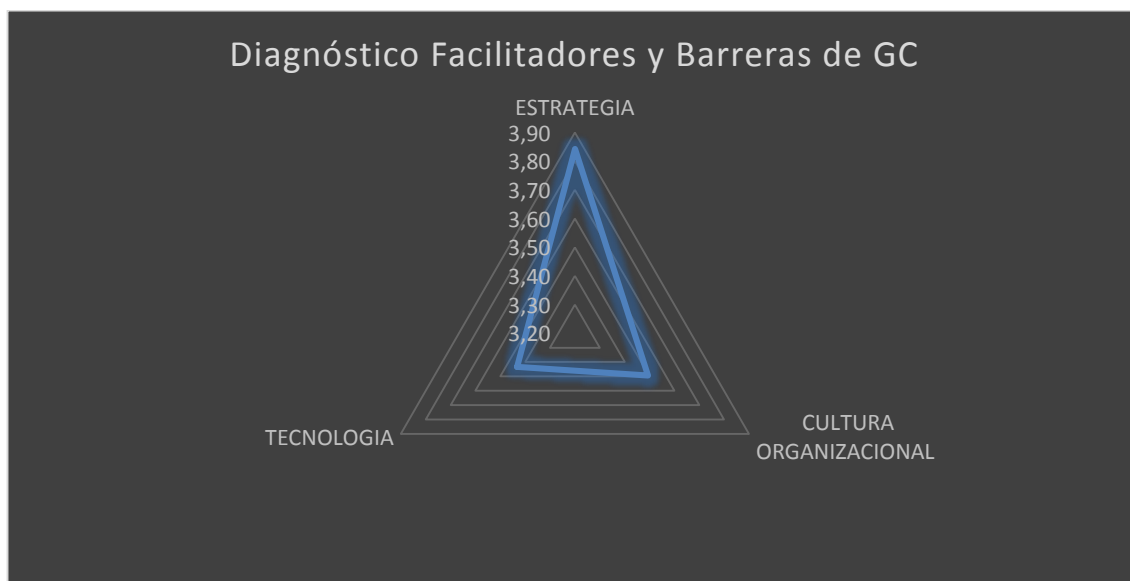 Diagnóstico Facilitadores y Barreras de GC
ESTRATEGIA
3,90
3,80
3,70
3,60
3,50
3,40
3,30
3,20
TECNOLOGIA
CULTURA
ORGANIZACIONAL